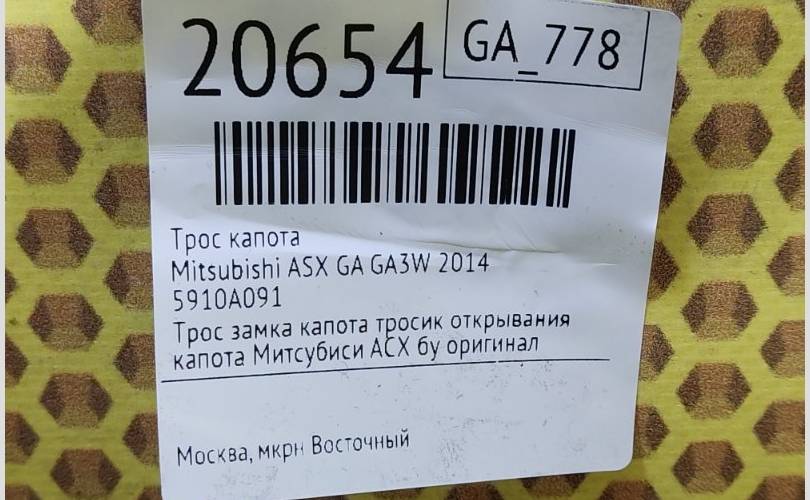 20654
GA_778
Трос капота
Mitsubishi ASX GA GA3W 2014
5910A091
Трос замка капота тросик открывания
капота Митсубиси АСХ бу оригинал
Москва, мкрн Восточный